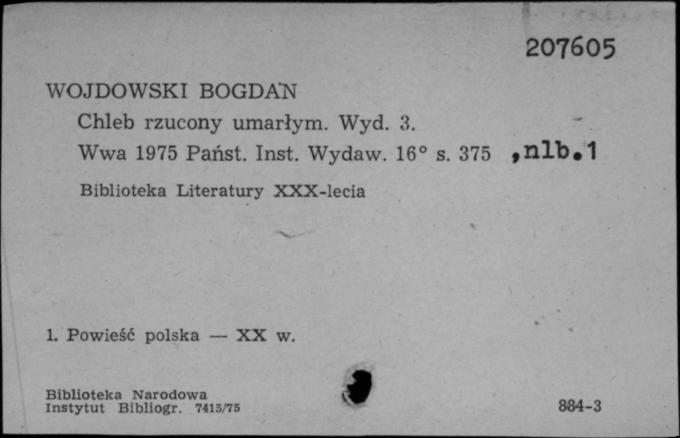 207605
WOJDOWSKI BOGDAN
Chleb rzucony umarłym. Wyd. 3.
Wwa 1975 Państ. Inst. Wydaw. 16° s. 375 ,nlb.1
Biblioteka Literatury XXX-lecia
1. Powieść polska — XX w.
Biblioteka Narodowa
Instytut Bibliogr. 7415/75
884-3